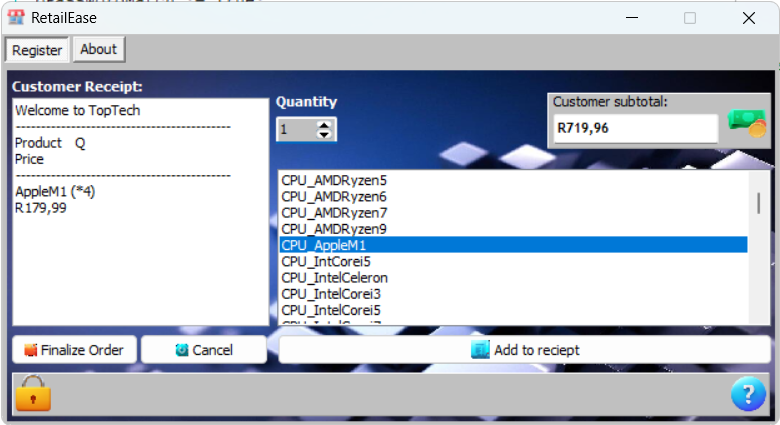 RetailEase
Register
About
Customer Receipt:
Welcome to TopTech
-------------------------------------------
Product Q
Price
-------------------------------------------
AppleM1 (*4)
R179,99
Quantity
1
Customer subtotal:
R719,96
CPU_AMDRyzen5
CPU_AMDRyzen6
CPU_AMDRyzen7
CPU_AMDRyzen9
CPU_AppleM1
CPU_IntCorei5
CPU_IntelCeleron
CPU_IntelCorei3
CPU_IntelCorei5
Finalize Order
Cancel
Add to reciept
?